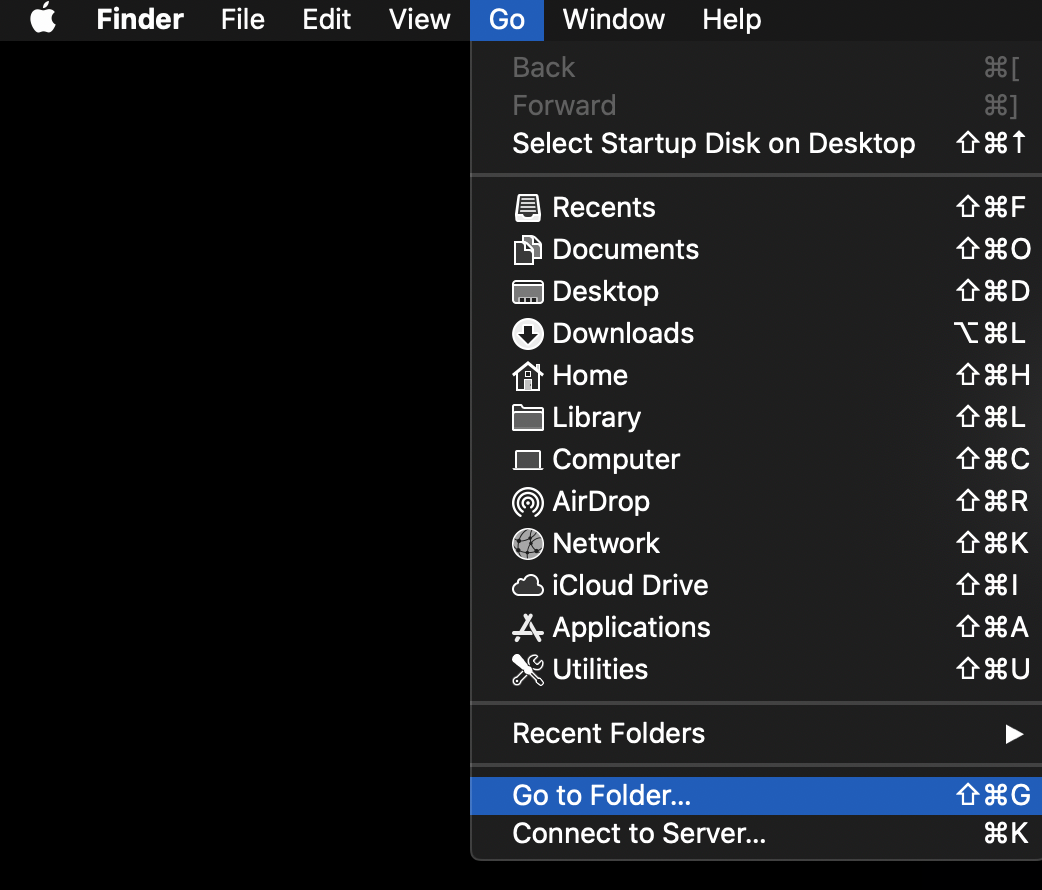 Finder File Edit View Go Window Help
Back ⌘[
Forward ⌘]
Select Startup Disk on Desktop ⇧⌘↑
Recents ⇧⌘F
Documents ⇧⌘O
Desktop ⇧⌘D
Downloads ⌥⌘L
Home ⇧⌘H
Library ⇧⌘L
Computer ⇧⌘C
AirDrop ⇧⌘R
Network ⇧⌘K
iCloud Drive ⇧⌘I
Applications ⇧⌘A
Utilities ⇧⌘U
Recent Folders ▶
Go to Folder... ⇧⌘G
Connect to Server... ⌘K